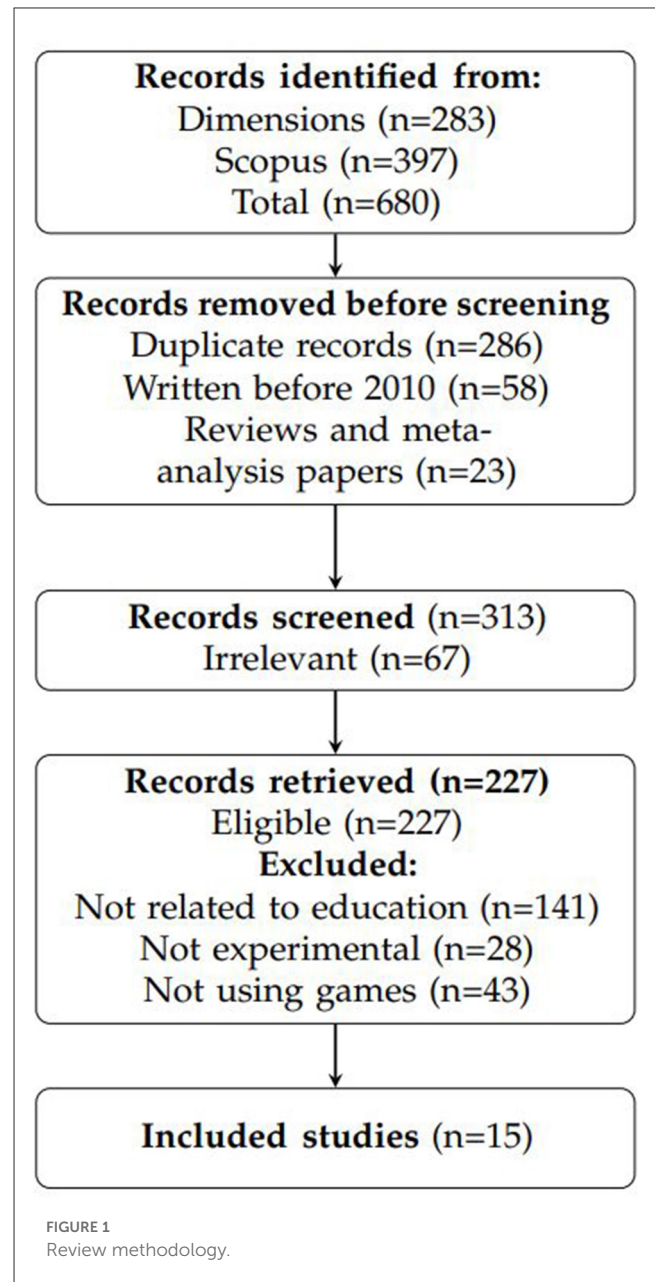 Records identified from:
Dimensions (n=283)
Scopus (n=397)
Total (n=680)
Records removed before screening
Duplicate records (n=286)
Written before 2010 (n=58)
Reviews and meta-
analysis papers (n=23)
Records screened (n=313)
Irrelevant (n=67)
Records retrieved (n=227)
Eligible (n=227)
Excluded:
Not related to education (n=141)
Not experimental (n=28)
Not using games (n=43)
Included studies (n=15)
FIGURE 1
Review methodology.